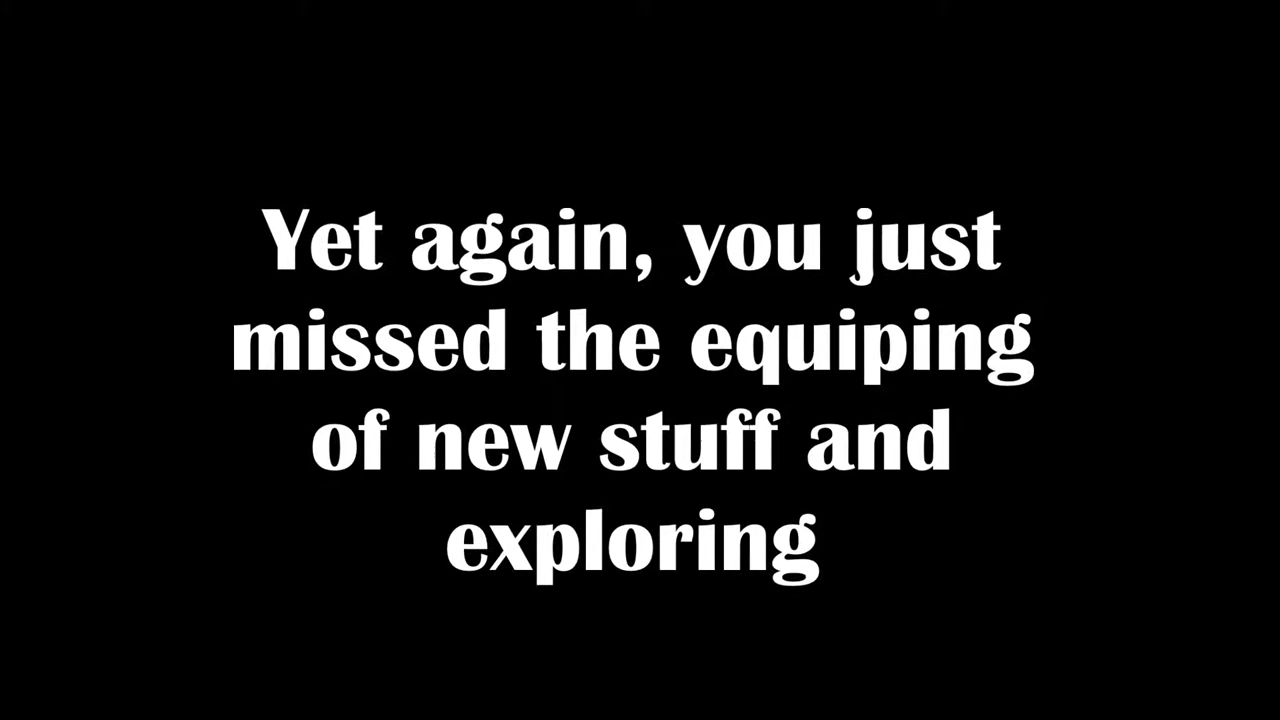 Yet again, you just
missed the equiping
of new stuff and
exploring